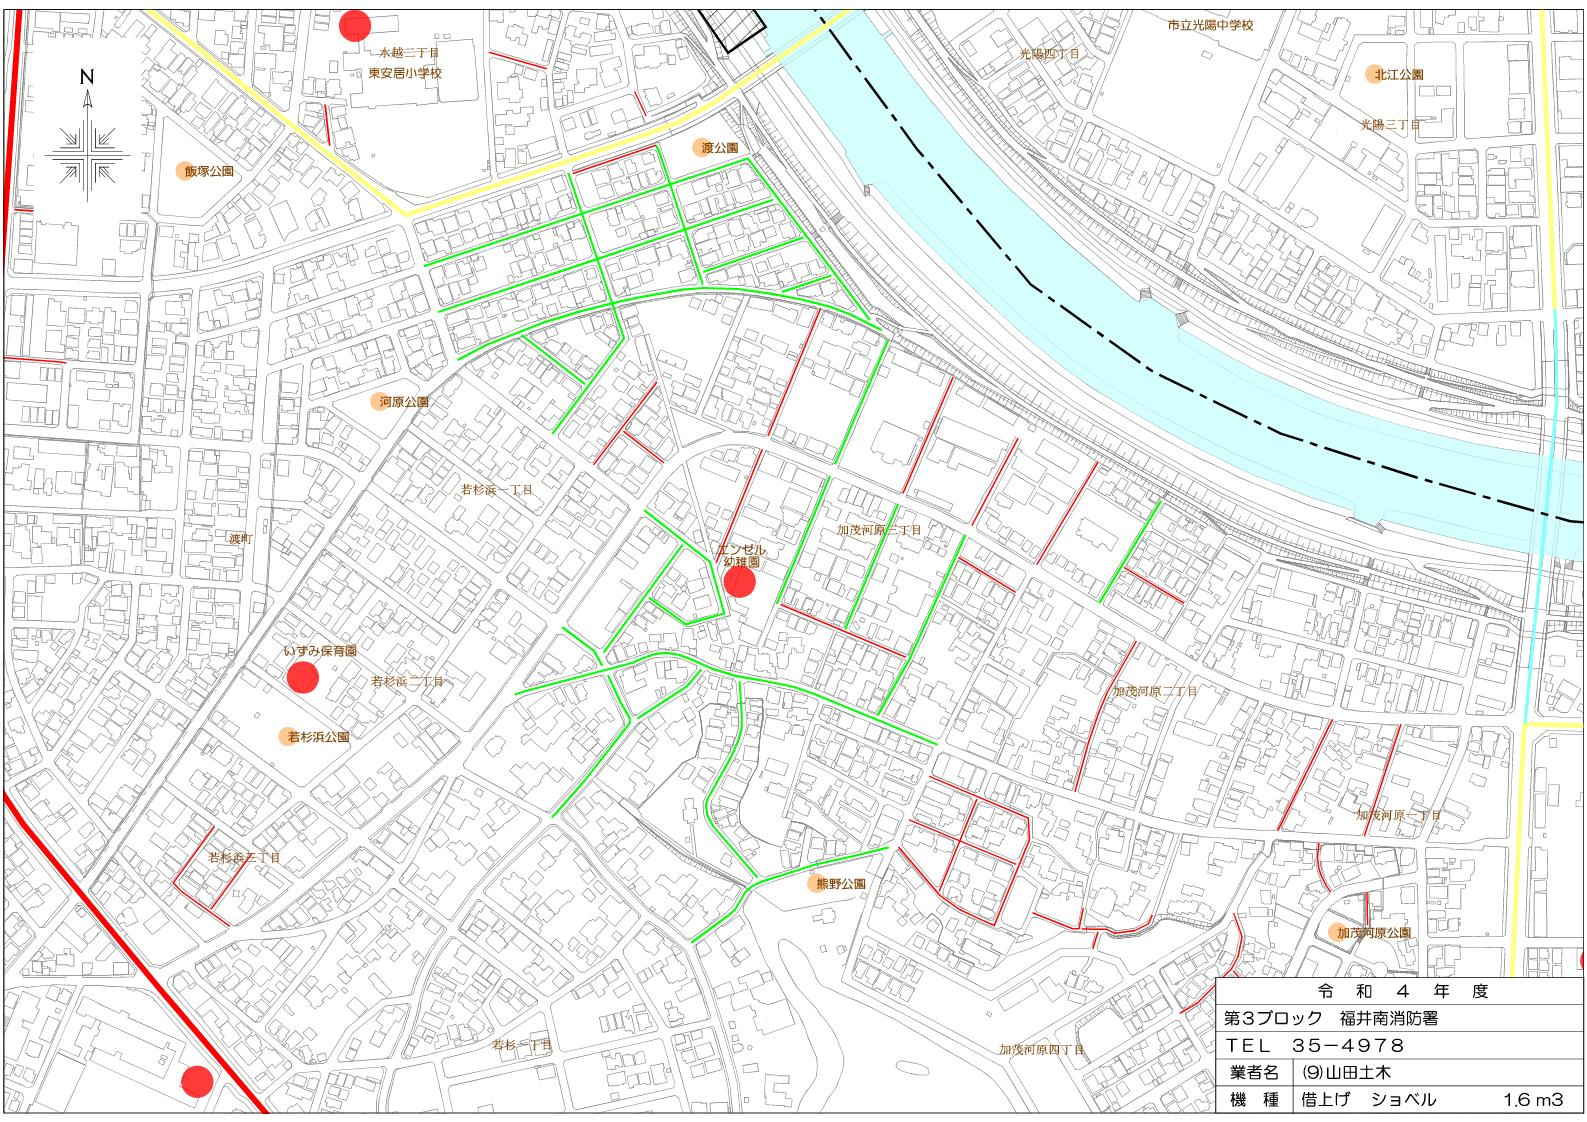 市立光陽中学校
水越二丁目
光陽四丁目
東安居小学校
北江公園
N
光陽三丁目
渡公園
飯塚公園
河原公園
若杉浜一丁目
加茂河原三丁目
渡町
エンゼル
幼稚園
いずみ保育園
若杉浜二丁目
加茂河原二丁目
若杉浜公園
加茂河原一丁目
若杉浜三丁目
熊野公園
加茂河原公園
若杉一丁目
加茂河原四丁目
令和4年度
第3ブロック 福井南消防署
TEL 35-4978
業者名 (9)山田土木
機種 借上げ ショベル 1.6m3